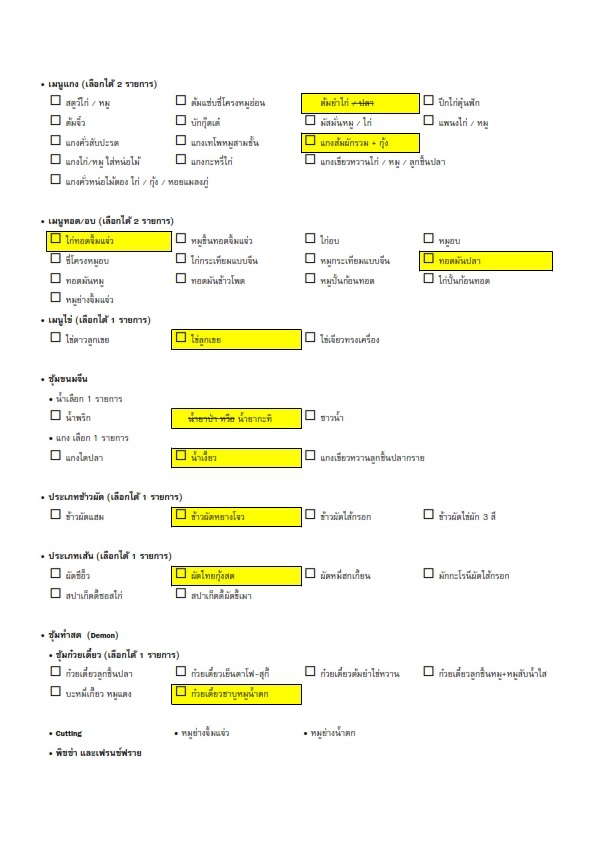 • เมนูแกง (เลือกได้ 2 รายการ)
☐ สตูว์ไก่ / หมู ☐ ต้มแซ่บซี่โครงหมูอ่อน ต้มยำไก่ / ปลา ☐ ปีกไก่ตุ๋นฟัก
☐ ต้มจิ๋ว ☐ บักกุ๊ดเต๋ ☐ มัสมั่นหมู / ไก่ ☐ แพนงไก่ / หมู
☐ แกงคั่วสับปะรด ☐ แกงเทโพหมูสามชั้น ☐ แกงส้มผักรวม + กุ้ง
☐ แกงไก่/หมู ใส่หน่อไม้ ☐ แกงกะหรี่ไก่ ☐ แกงเขียวหวานไก่ / หมู / ลูกชิ้นปลา
☐ แกงคั่วหน่อไม้ดอง ไก่ / กุ้ง / หอยแมลงภู่
• เมนูทอด/อบ (เลือกได้ 2 รายการ)
☐ ไก่ทอดจิ้มแจ่ว ☐ หมูชิ้นทอดจิ้มแจ่ว ☐ ไก่อบ ☐ หมูอบ
☐ ซี่โครงหมูอบ ☐ ไก่กระเทียมแบบจีน ☐ หมูกระเทียมแบบจีน ☐ ทอดมันปลา
☐ ทอดมันหมู ☐ ทอดมันข้าวโพด ☐ หมูปั้นก้อนทอด ☐ ไก่ปั้นก้อนทอด
☐ หมูย่างจิ้มแจ่ว
• เมนูไข่ (เลือกได้ 1 รายการ)
☐ ไข่ดาวลูกเขย ☐ ไข่ลูกเขย ☐ ไข่เจียวทรงเครื่อง
• ซุ้มขนมจีน
• น้ำเลือก 1 รายการ
☐ น้ำพริก น้ำยาป่า หรือ น้ำยากะทิ ☐ ซาวน้ำ
• แกง เลือก 1 รายการ
☐ แกงไตปลา ☐ น้ำเงี้ยว ☐ แกงเขียวหวานลูกชิ้นปลากราย
• ประเภทข้าวผัด (เลือกได้ 1 รายการ)
☐ ข้าวผัดแฮม ☐ ข้าวผัดหยางโจว ☐ ข้าวผัดไส้กรอก ☐ ข้าวผัดไข่ผัก 3 สี
• ประเภทเส้น (เลือกได้ 1 รายการ)
☐ ผัดซีอิ๊ว ☐ ผัดไทยกุ้งสด ☐ ผัดหมี่ฮกเกี้ยน ☐ มักกะโรนีผัดไส้กรอก
☐ สปาเก็ตตี้ซอสไก่ ☐ สปาเก็ตตี้ผัดขี้เมา
• ซุ้มทำสด (Demon)
• ซุ้มก๋วยเตี๋ยว (เลือกได้ 1 รายการ)
☐ ก๋วยเตี๋ยวลูกชิ้นปลา ☐ ก๋วยเตี๋ยวเย็นตาโฟ-สุกี้ ☐ ก๋วยเตี๋ยวต้มยำไข่หวาน ☐ ก๋วยเตี๋ยวลูกชิ้นหมู+หมูสับน้ำใส
☐ บะหมี่เกี้ยว หมูแดง ☐ ก๋วยเตี๋ยวชาบูหมูน้ำตก
• Cutting • หมูย่างจิ้มแจ่ว • หมูย่างน้ำตก
• พิซซ่า และเฟรนช์ฟราย